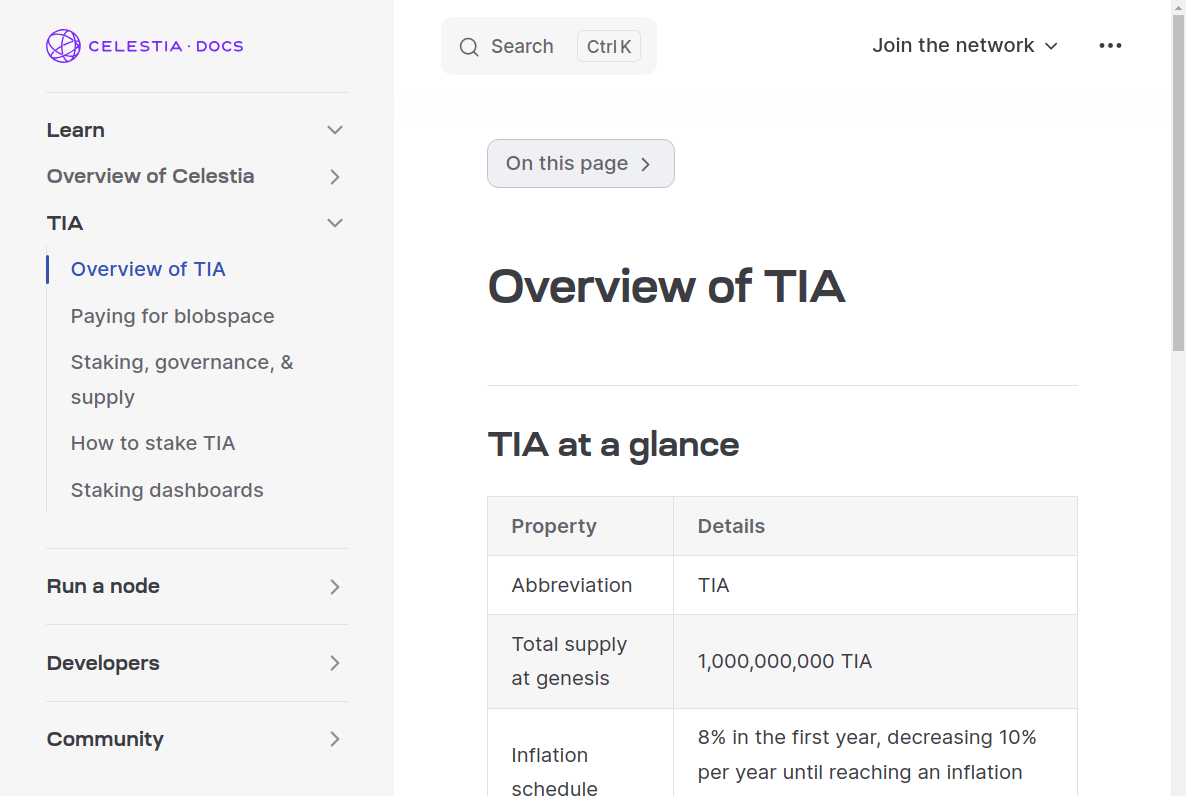 CELESTIA · DOCS
Learn
Overview of Celestia
TIA
Overview of TIA
Paying for blobspace
Staking, governance, &
supply
How to stake TIA
Staking dashboards
Run a node
Developers
Community
Search Ctrl K
Join the network
On this page
Overview of TIA
TIA at a glance
Property Details
Abbreviation TIA
Total supply
at genesis
1,000,000,000 TIA
Inflation
schedule
8% in the first year, decreasing 10%
per year until reaching an inflation